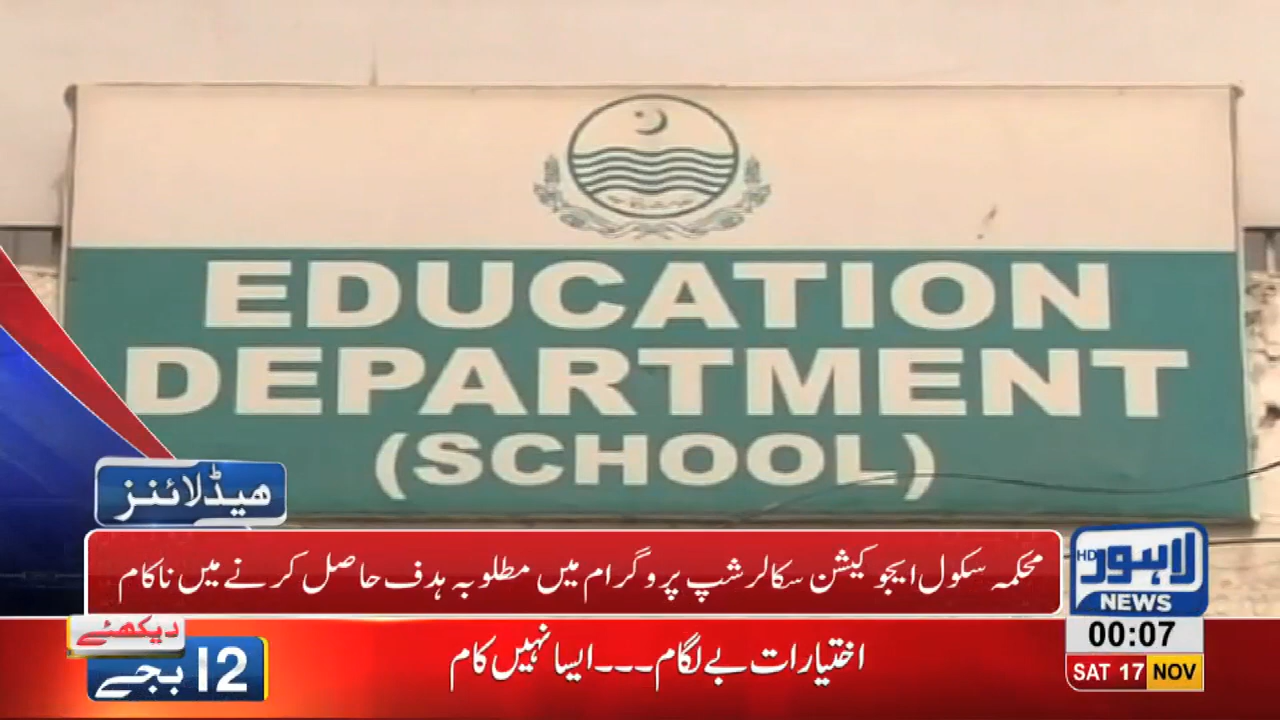 EDUCATION
DEPARTMENT
(SCHOOL)
ھیڈلائنز
محکمہ سکول ایجوکیشن سکالرشپ پروگرام میں مطلوبہ ہدف حاصل کرنے میں ناکام
HD لاہور
NEWS
دیکھئے
12 بجے
اختیارات بے لگام۔۔۔ایسا نہیں کام
00:07
SAT 17 NOV